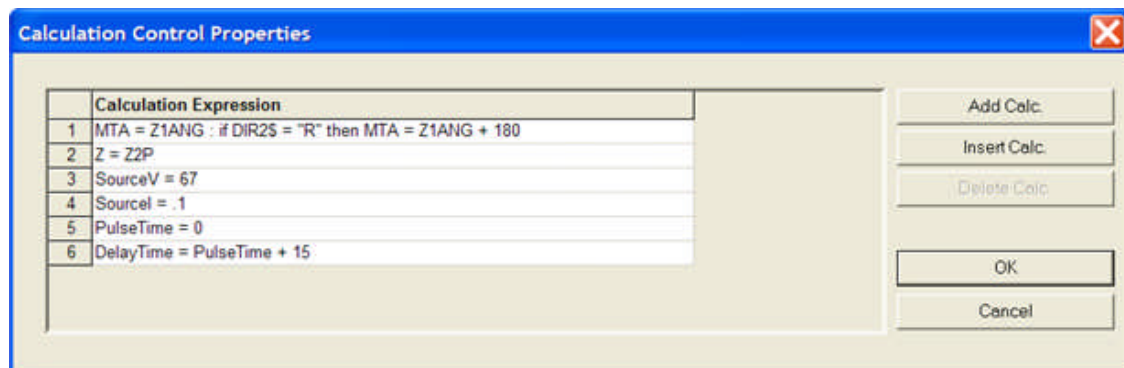 Calculation Control Properties
Calculation Expression
1 MTA = Z1ANG : if DIR2$ = "R" then MTA = Z1ANG + 180
2 Z = Z2P
3 SourceV = 67
4 SourceI = .1
5 PulseTime = 0
6 DelayTime = PulseTime + 15
Add Calc.
Insert Calc.
Delete Calc
OK
Cancel